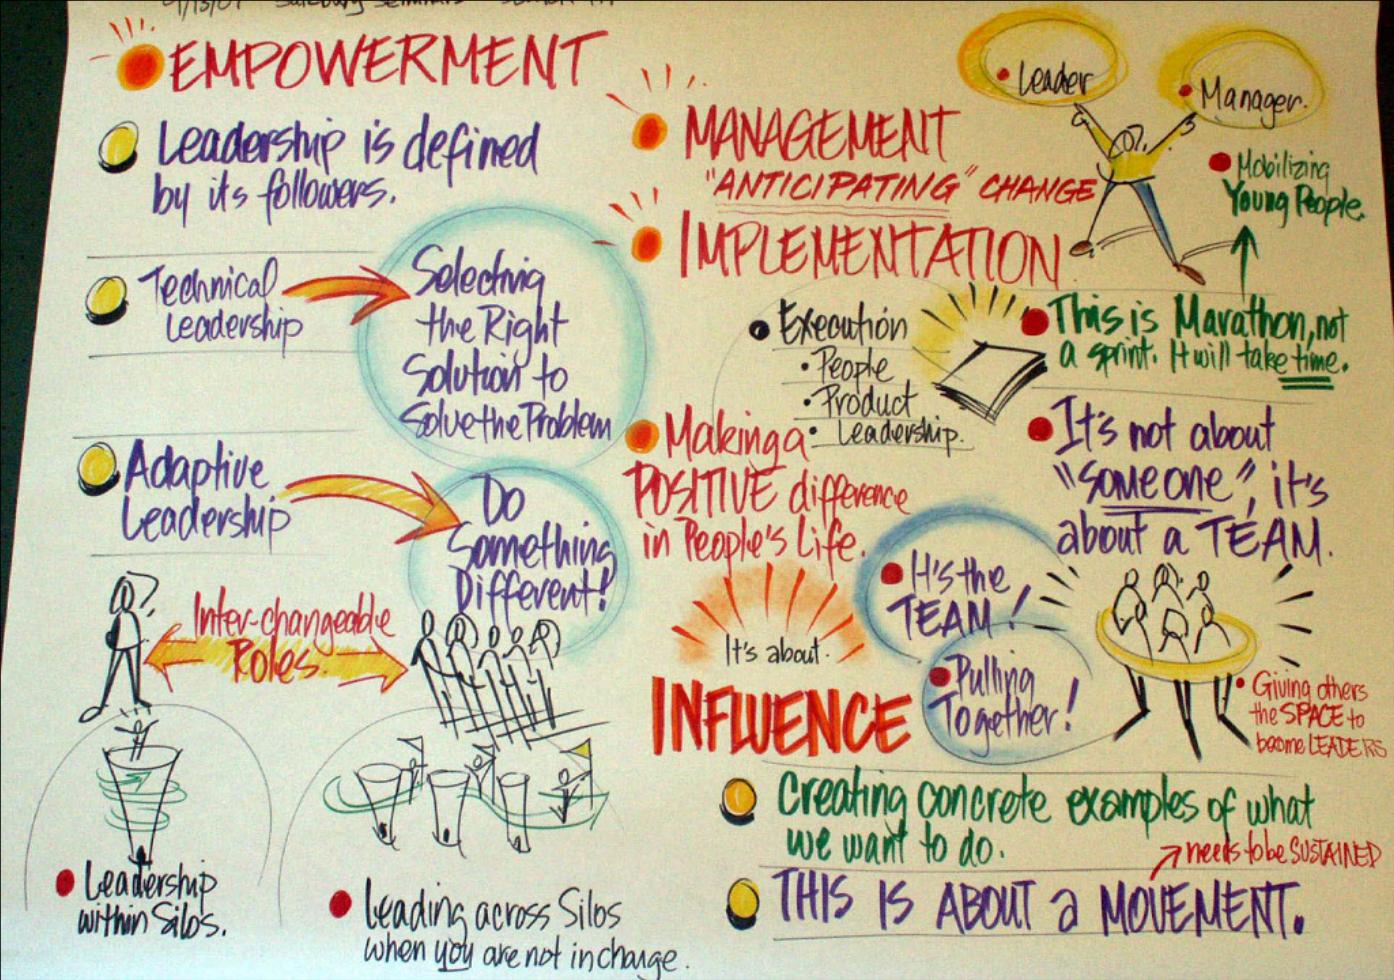 EMPOWERMENT
Leadership is defined
by its followers.
Technical
Leadership
Selecting
the Right
Solution to
Solve the Problem
Adaptive
Leadership
Do
Something
Different!
Inter-changeable
Roles.
Leadership
within Silos.
Leading across Silos
when you are not in charge.
MANAGEMENT
"ANTICIPATING" CHANGE
IMPLEMENTATION
Execution
• People
• Product
• Leadership.
Making a
POSITIVE difference
in People's Life.
It's about.
INFLUENCE
Leader
Manager.
Mobilizing
Young People.
This is Marathon, not
a sprint. It will take time.
It's not about
"someone", it's
about a TEAM.
It's the
TEAM!
Pulling
Together!
Giving others
the SPACE to
become LEADERS
Creating concrete examples of what
we want to do.
needs to be SUSTAINED
THIS IS ABOUT a MOVEMENT.